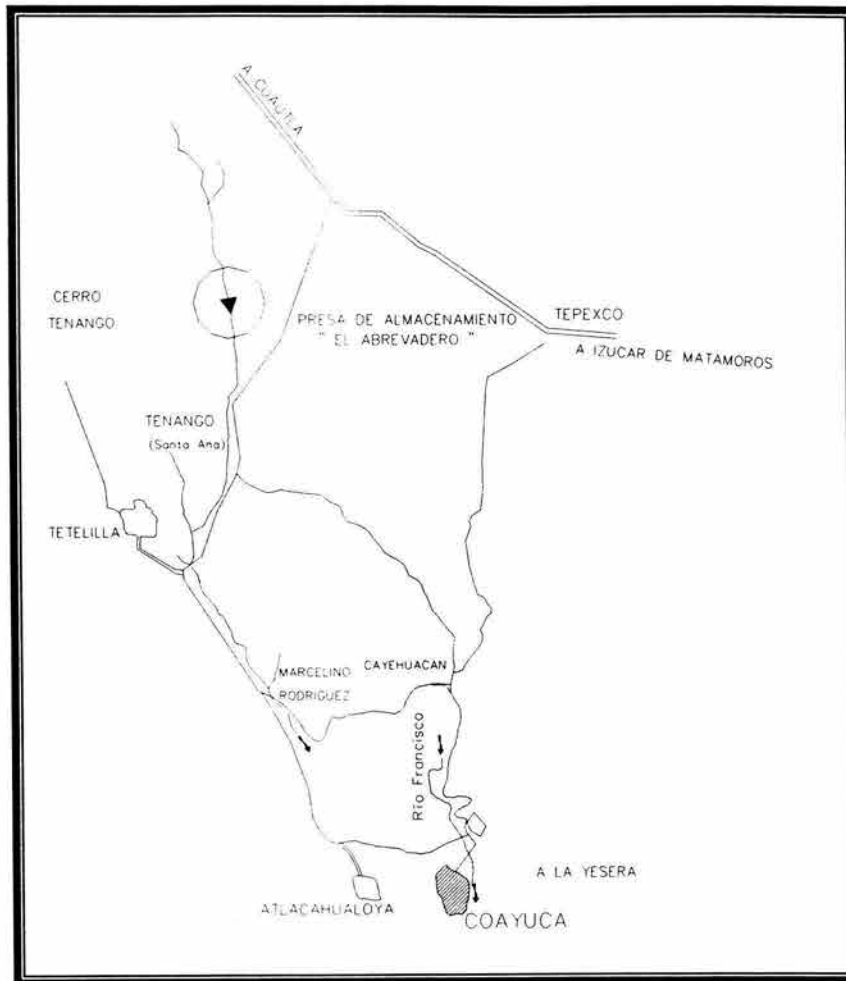 A CUAUTLA
CERRO
TENANGO
PRESA DE ALMACENAMIENTO
" EL ABREVADERO "
TEPEXCO
A IZUCAR DE MATAMOROS
TENANGO
(Santa Ana)
TETELILLA
MARCELINO
RODRIGUEZ
CAYEHUACAN
Río Francisco
A LA YESERA
ATLACAHUALOYA
COAYUCA